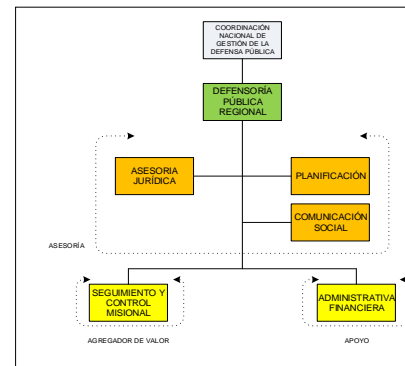 COORDINACIÓN
NACIONAL DE
GESTIÓN DE LA
DEFENSA PÚBLICA
DEFENSORÍA
PÚBLICA
REGIONAL
ASESORIA
JURÍDICA
PLANIFICACIÓN
COMUNICACIÓN
SOCIAL
ASESORÍA
SEGUIMIENTO Y
CONTROL
MISIONAL
ADMINISTRATIVA
FINANCIERA
AGREGADOR DE VALOR
APOYO